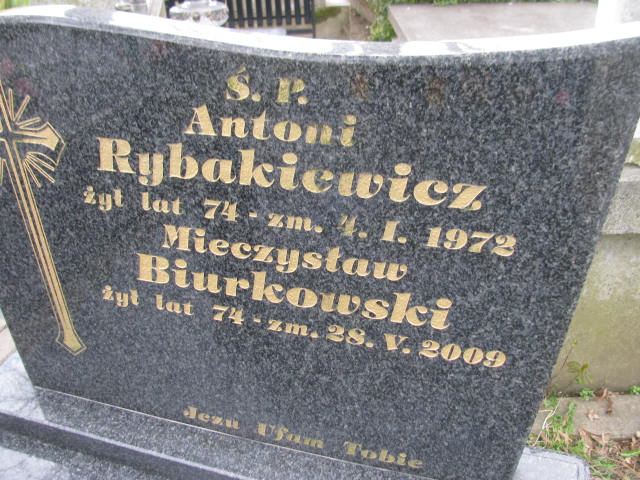 Ś. P.
Antoni
Rybakiewicz
żył lat 74 - zm. 4. I. 1972
Mieczysław
Biurkowski
żył lat 74 - zm. 28. V. 2009
Jezu Ufam Tobie